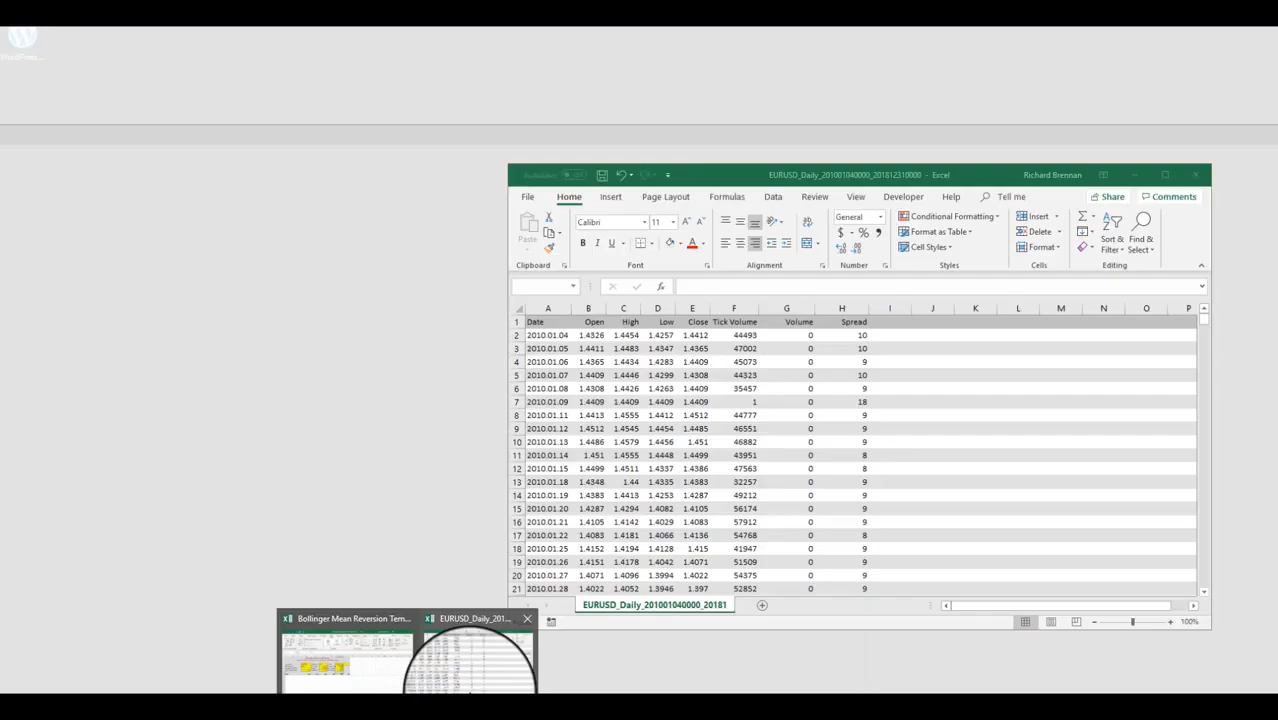 WordPress...
EURUSD_Daily_201001040000_201812310000 - Excel
Richard Brennan
File Home Insert Page Layout Formulas Data Review View Developer Help Tell me Share Comments
Paste
Calibri 11
B I U
General
$ % 9
Conditional Formatting
Format as Table
Cell Styles
Insert
Delete
Format
Sort & Filter
Find & Select
Clipboard Font Alignment Number Styles Cells Editing
fx
A B C D E F G H I J K L M N O P
1 Date Open High Low Close Tick Volume Volume Spread
2 2010.01.04 1.4326 1.4454 1.4257 1.4412 44493 0 10
3 2010.01.05 1.4411 1.4483 1.4347 1.4365 47002 0 10
4 2010.01.06 1.4365 1.4434 1.4283 1.4409 45073 0 9
5 2010.01.07 1.4409 1.4446 1.4299 1.4308 44323 0 10
6 2010.01.08 1.4308 1.4426 1.4263 1.4409 35457 0 9
7 2010.01.09 1.4409 1.4409 1.4409 1.4409 1 0 18
8 2010.01.11 1.4413 1.4555 1.4412 1.4512 44777 0 9
9 2010.01.12 1.4512 1.4545 1.4454 1.4485 46551 0 9
10 2010.01.13 1.4486 1.4579 1.4456 1.451 46882 0 9
11 2010.01.14 1.451 1.4555 1.4448 1.4499 43951 0 8
12 2010.01.15 1.4499 1.4511 1.4337 1.4386 47563 0 8
13 2010.01.18 1.4348 1.44 1.4335 1.4383 32257 0 9
14 2010.01.19 1.4383 1.4413 1.4253 1.4287 49212 0 9
15 2010.01.20 1.4287 1.4294 1.4082 1.4105 56174 0 9
16 2010.01.21 1.4105 1.4142 1.4029 1.4083 57912 0 9
17 2010.01.22 1.4083 1.4181 1.4066 1.4136 54768 0 8
18 2010.01.25 1.4152 1.4194 1.4128 1.415 41947 0 9
19 2010.01.26 1.4151 1.4178 1.4042 1.4071 51509 0 9
20 2010.01.27 1.4071 1.4096 1.3994 1.4022 54375 0 9
21 2010.01.28 1.4022 1.4052 1.3946 1.397 52852 0 9
EURUSD_Daily_201001040000_20181
100%
Bollinger Mean Reversion Tem...
EURUSD_Daily_201...